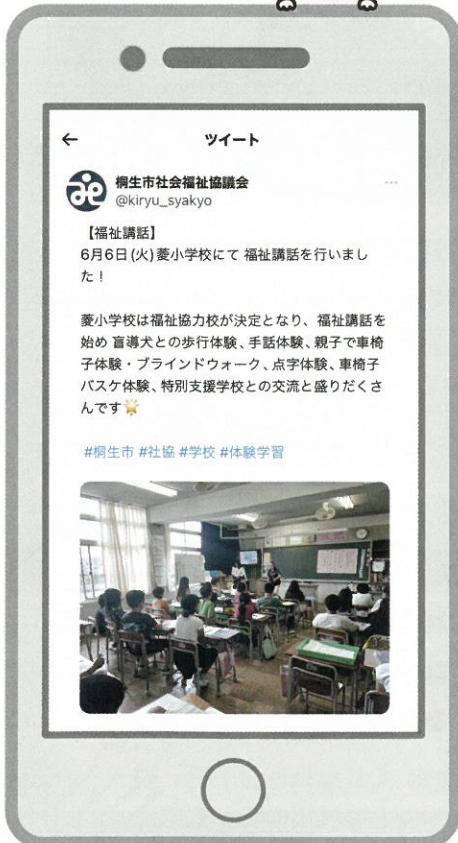 ツイート
桐生市社会福祉協議会
@kiryu_syakyo
【福祉講話】
6月6日(火)菱小学校にて 福祉講話を行いまし
た！
菱小学校は福祉協力校が決定となり、福祉講話を
始め 盲導犬との歩行体験、手話体験、親子で車椅
子体験・ブラインドウォーク、点字体験、車椅子
バスケ体験、特別支援学校との交流と盛りだくさ
んです🌟
#桐生市 #社協 #学校 #体験学習